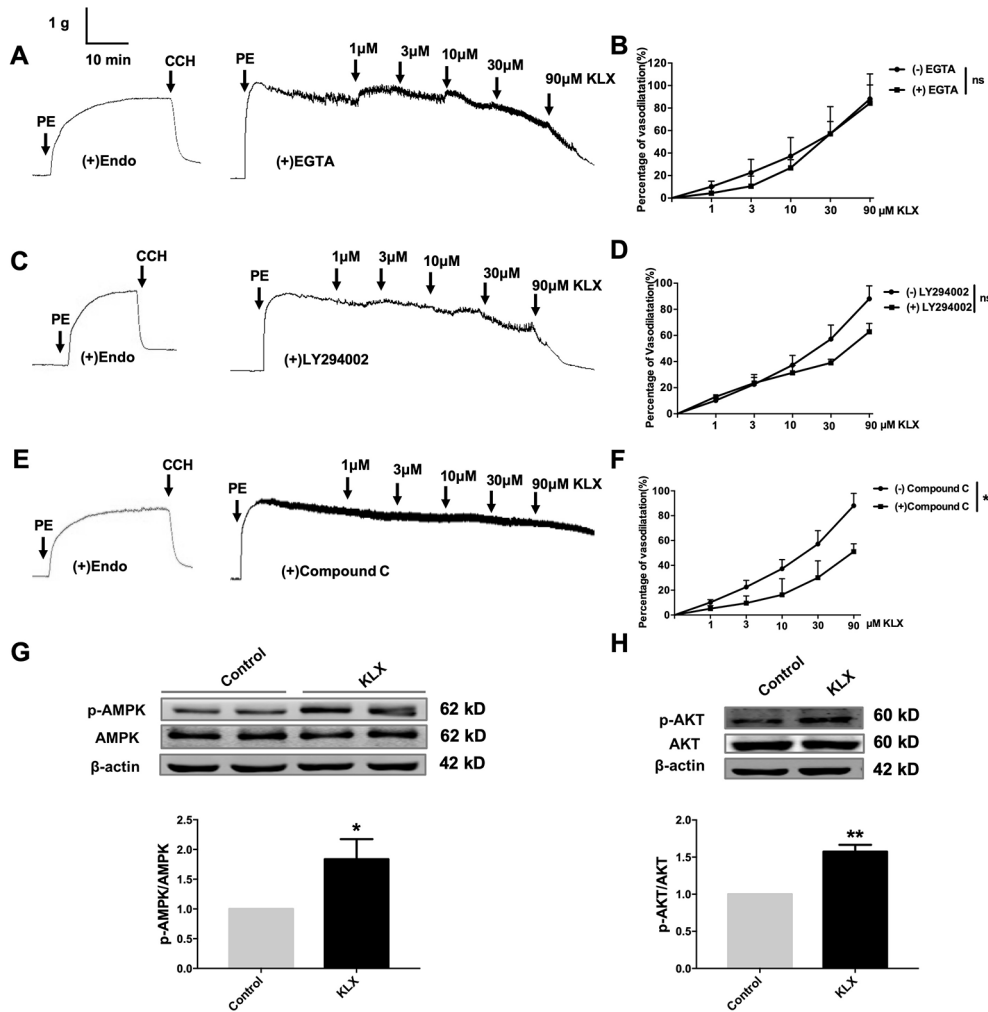 1 g
10 min
A
PE
CCH
(+)Endo
PE
1μM
3μM
10μM
30μM
90μM KLX
(+)EGTA
B
Percentage of vasodilatation(%)
120
100
80
60
40
20
0
1
3
10
30
90 μM KLX
(-) EGTA
(+) EGTA
ns
C
PE
CCH
(+)Endo
PE
1μM
3μM
10μM
30μM
90μM KLX
(+)LY294002
D
Percentage of Vasodilatation(%)
100
80
60
40
20
0
1
3
10
30
90 μM KLX
(-) LY294002
(+) LY294002
ns
E
PE
CCH
(+)Endo
PE
1μM
3μM
10μM
30μM
90μM KLX
(+)Compound C
F
Percentage of vasodilatation(%)
100
80
60
40
20
0
1
3
10
30
90 μM KLX
(-) Compound C
(+)Compound C
*
G
Control
KLX
p-AMPK
62 kD
AMPK
62 kD
β-actin
42 kD
p-AMPK/AMPK
2.5
2.0
1.5
1.0
0.5
0.0
*
Control
KLX
H
Control
KLX
p-AKT
60 kD
AKT
60 kD
β-actin
42 kD
p-AKT/AKT
2.0
1.5
1.0
0.5
0.0
**
Control
KLX